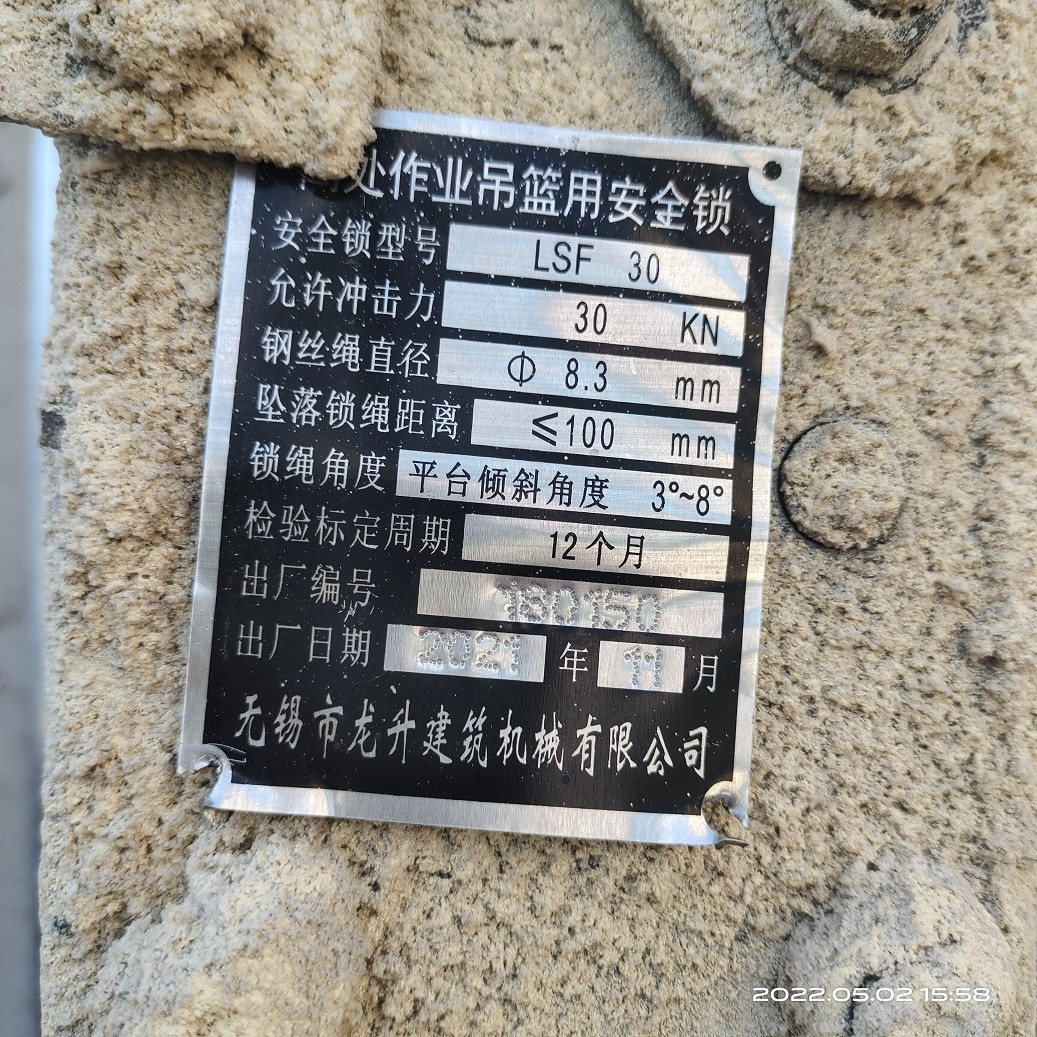 处作业吊篮用安全锁
安全锁型号 LSF 30
允许冲击力 30 KN
钢丝绳直径 Φ 8.3 mm
坠落锁绳距离 ≤100 mm
锁绳角度 平台倾斜角度 3°~8°
检验标定周期 12个月
出厂编号 160150
出厂日期 2021 年 11 月
无锡市龙升建筑机械有限公司
2022.05.02 15:58